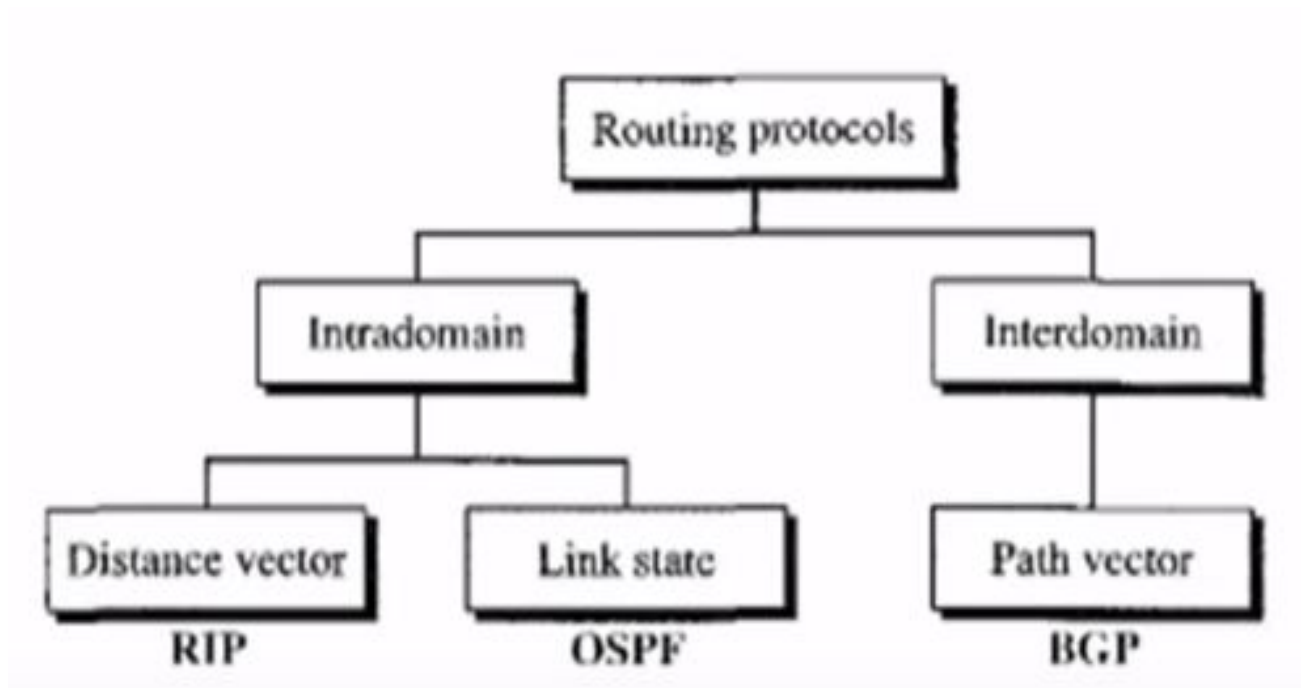 Routing protocols
Intradomain
Interdomain
Distance vector
Link state
Path vector
RIP
OSPF
BGP